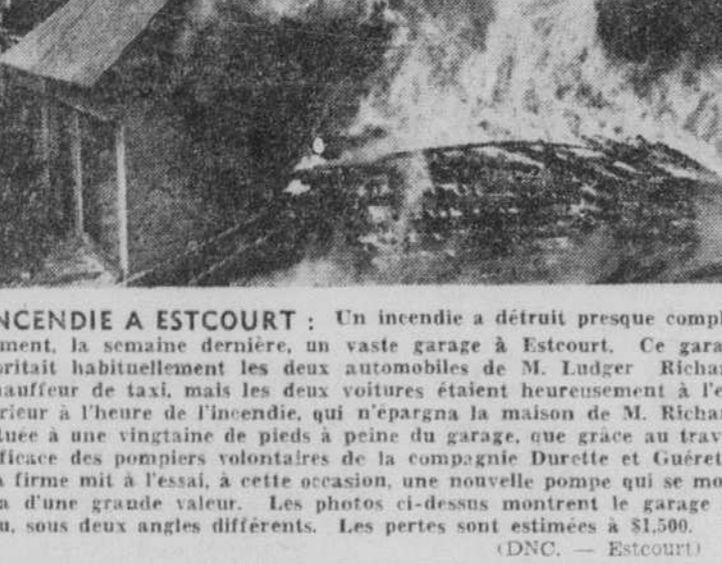 NCENDIE A ESTCOURT : Un incendie a détruit presque compl
ment, la semaine dernière, un vaste garage à Estcourt. Ce gara
britait habituellement les deux automobiles de M. Ludger Richar
hauffeur de taxi, mais les deux voitures étaient heureusement à l'e
rieur à l'heure de l'incendie, qui n'épargna la maison de M. Richar
tuée à une vingtaine de pieds à peine du garage, que grâce au trav
fficace des pompiers volontaires de la compagnie Durette et Guéret
a firme mit à l'essai, à cette occasion, une nouvelle pompe qui se mo
a d'une grande valeur. Les photos ci-dessus montrent le garage
u, sous deux angles différents. Les pertes sont estimées à $1,500.
(DNC. — Estcourt)